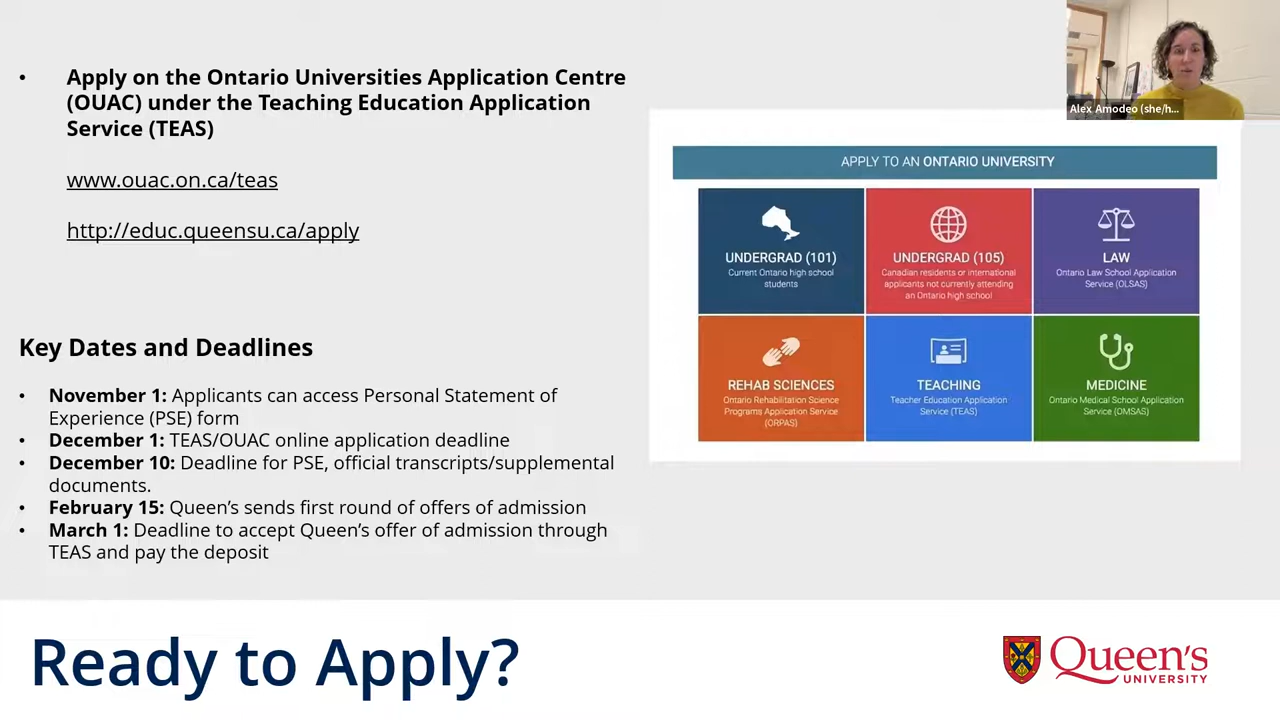 Alex Amodeo (she/h...
• Apply on the Ontario Universities Application Centre
(OUAC) under the Teaching Education Application
Service (TEAS)
www.ouac.on.ca/teas
http://educ.queensu.ca/apply
Key Dates and Deadlines
• November 1: Applicants can access Personal Statement of
Experience (PSE) form
• December 1: TEAS/OUAC online application deadline
• December 10: Deadline for PSE, official transcripts/supplemental
documents.
• February 15: Queen’s sends first round of offers of admission
• March 1: Deadline to accept Queen’s offer of admission through
TEAS and pay the deposit
APPLY TO AN ONTARIO UNIVERSITY
UNDERGRAD (101)
Current Ontario high school
students
UNDERGRAD (105)
Canadian residents or international
applicants not currently attending
an Ontario high school
LAW
Ontario Law School Application
Service (OLSAS)
REHAB SCIENCES
Ontario Rehabilitation Science
Programs Application Service
(ORPAS)
TEACHING
Teacher Education Application
Service (TEAS)
MEDICINE
Ontario Medical School Application
Service (OMSAS)
Ready to Apply?
Queen's
UNIVERSITY